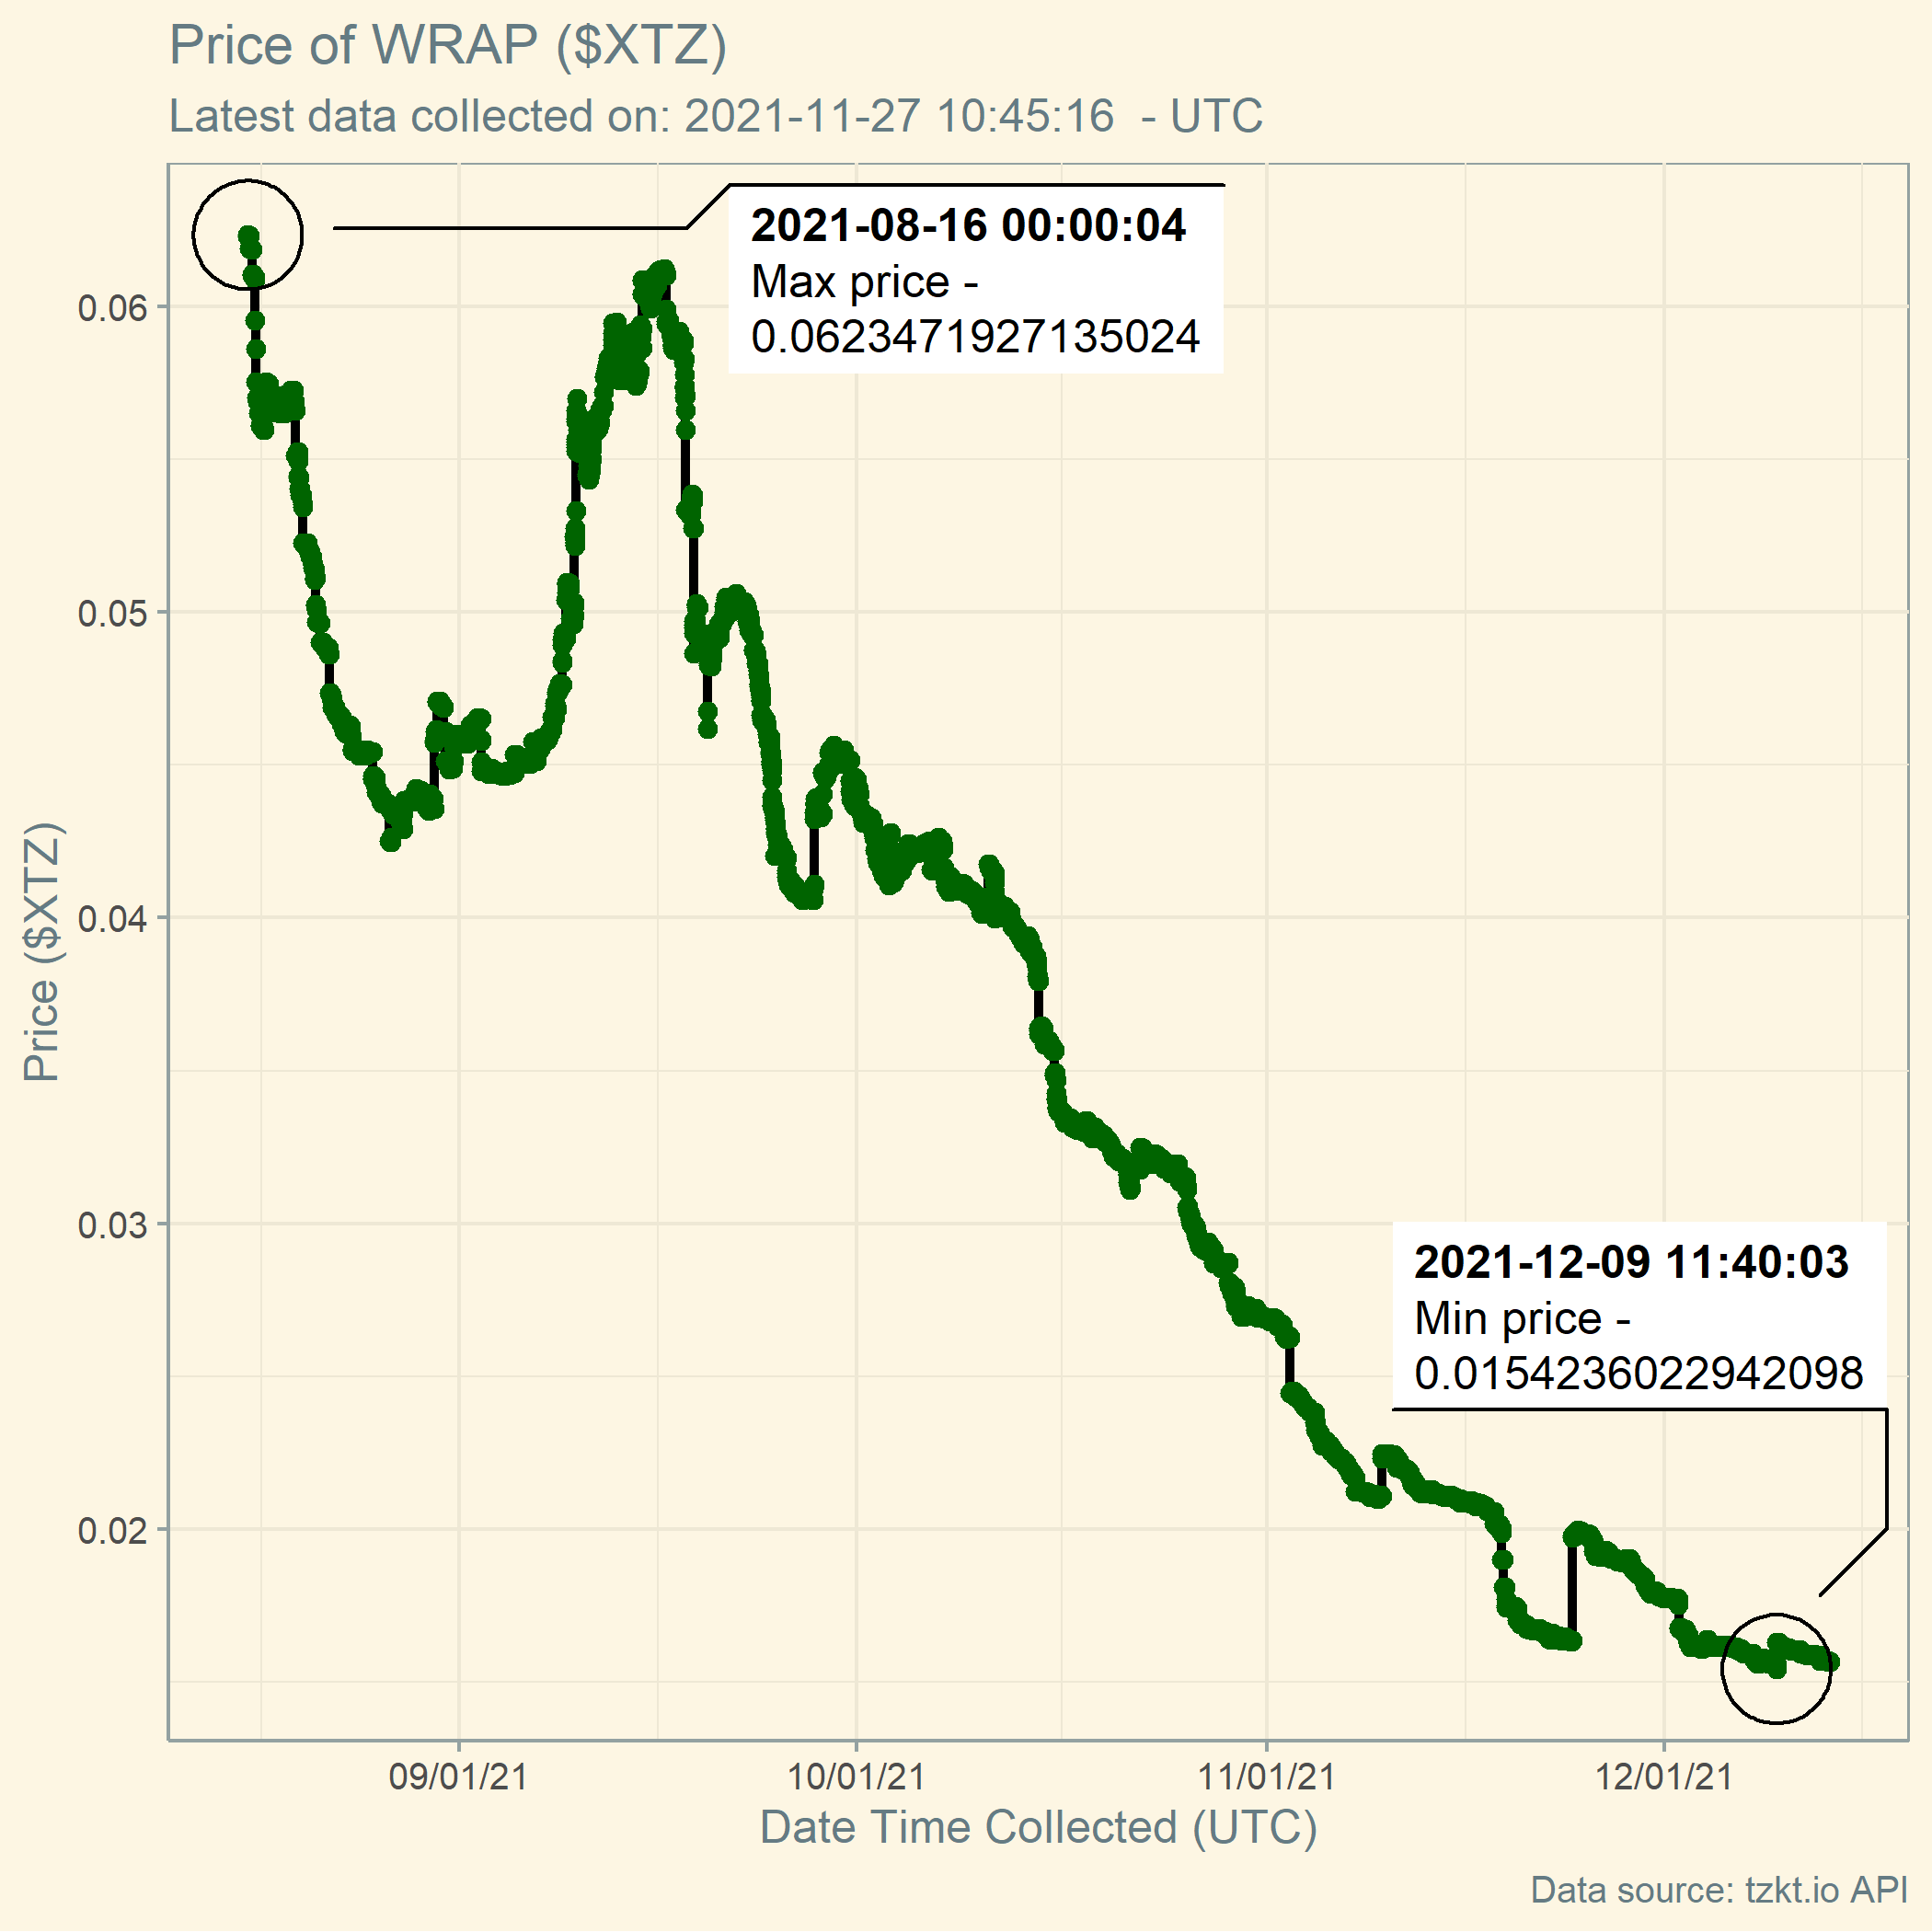 Price of WRAP ($XTZ)
Latest data collected on: 2021-11-27 10:45:16  - UTC
2021-08-16 00:00:04
Max price -
0.0623471927135024
0.06
0.05
0.04
0.03
0.02
Price ($XTZ)
2021-12-09 11:40:03
Min price -
0.0154236022942098
09/01/21
10/01/21
11/01/21
12/01/21
Date Time Collected (UTC)
Data source: tzkt.io API